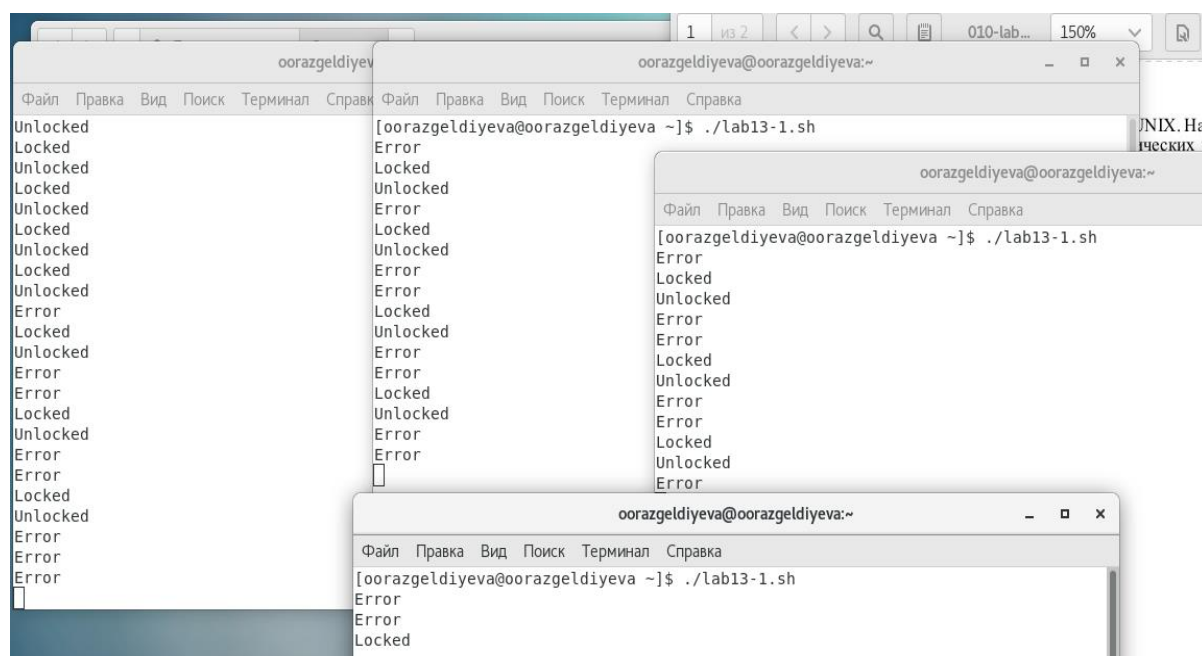 1 из 2 010-lab... 150%
oorazgeldiyev
Файл Правка Вид Поиск Терминал Справк
Unlocked
Locked
Unlocked
Locked
Unlocked
Locked
Unlocked
Locked
Unlocked
Error
Locked
Unlocked
Error
Error
Locked
Unlocked
Error
Error
Locked
Unlocked
Error
Error
Error
oorazgeldiyeva@oorazgeldiyeva:~
Файл Правка Вид Поиск Терминал Справка
[oorazgeldiyeva@oorazgeldiyeva ~]$ ./lab13-1.sh
Error
Locked
Unlocked
Error
Locked
Unlocked
Error
Error
Locked
Unlocked
Error
Error
Locked
Unlocked
Error
Error
NIX. На
ических
oorazgeldiyeva@oorazgeldiyeva:~
Файл Правка Вид Поиск Терминал Справка
[oorazgeldiyeva@oorazgeldiyeva ~]$ ./lab13-1.sh
Error
Locked
Unlocked
Error
Error
Locked
Unlocked
Error
Error
Locked
Unlocked
Error
oorazgeldiyeva@oorazgeldiyeva:~
Файл Правка Вид Поиск Терминал Справка
[oorazgeldiyeva@oorazgeldiyeva ~]$ ./lab13-1.sh
Error
Error
Locked